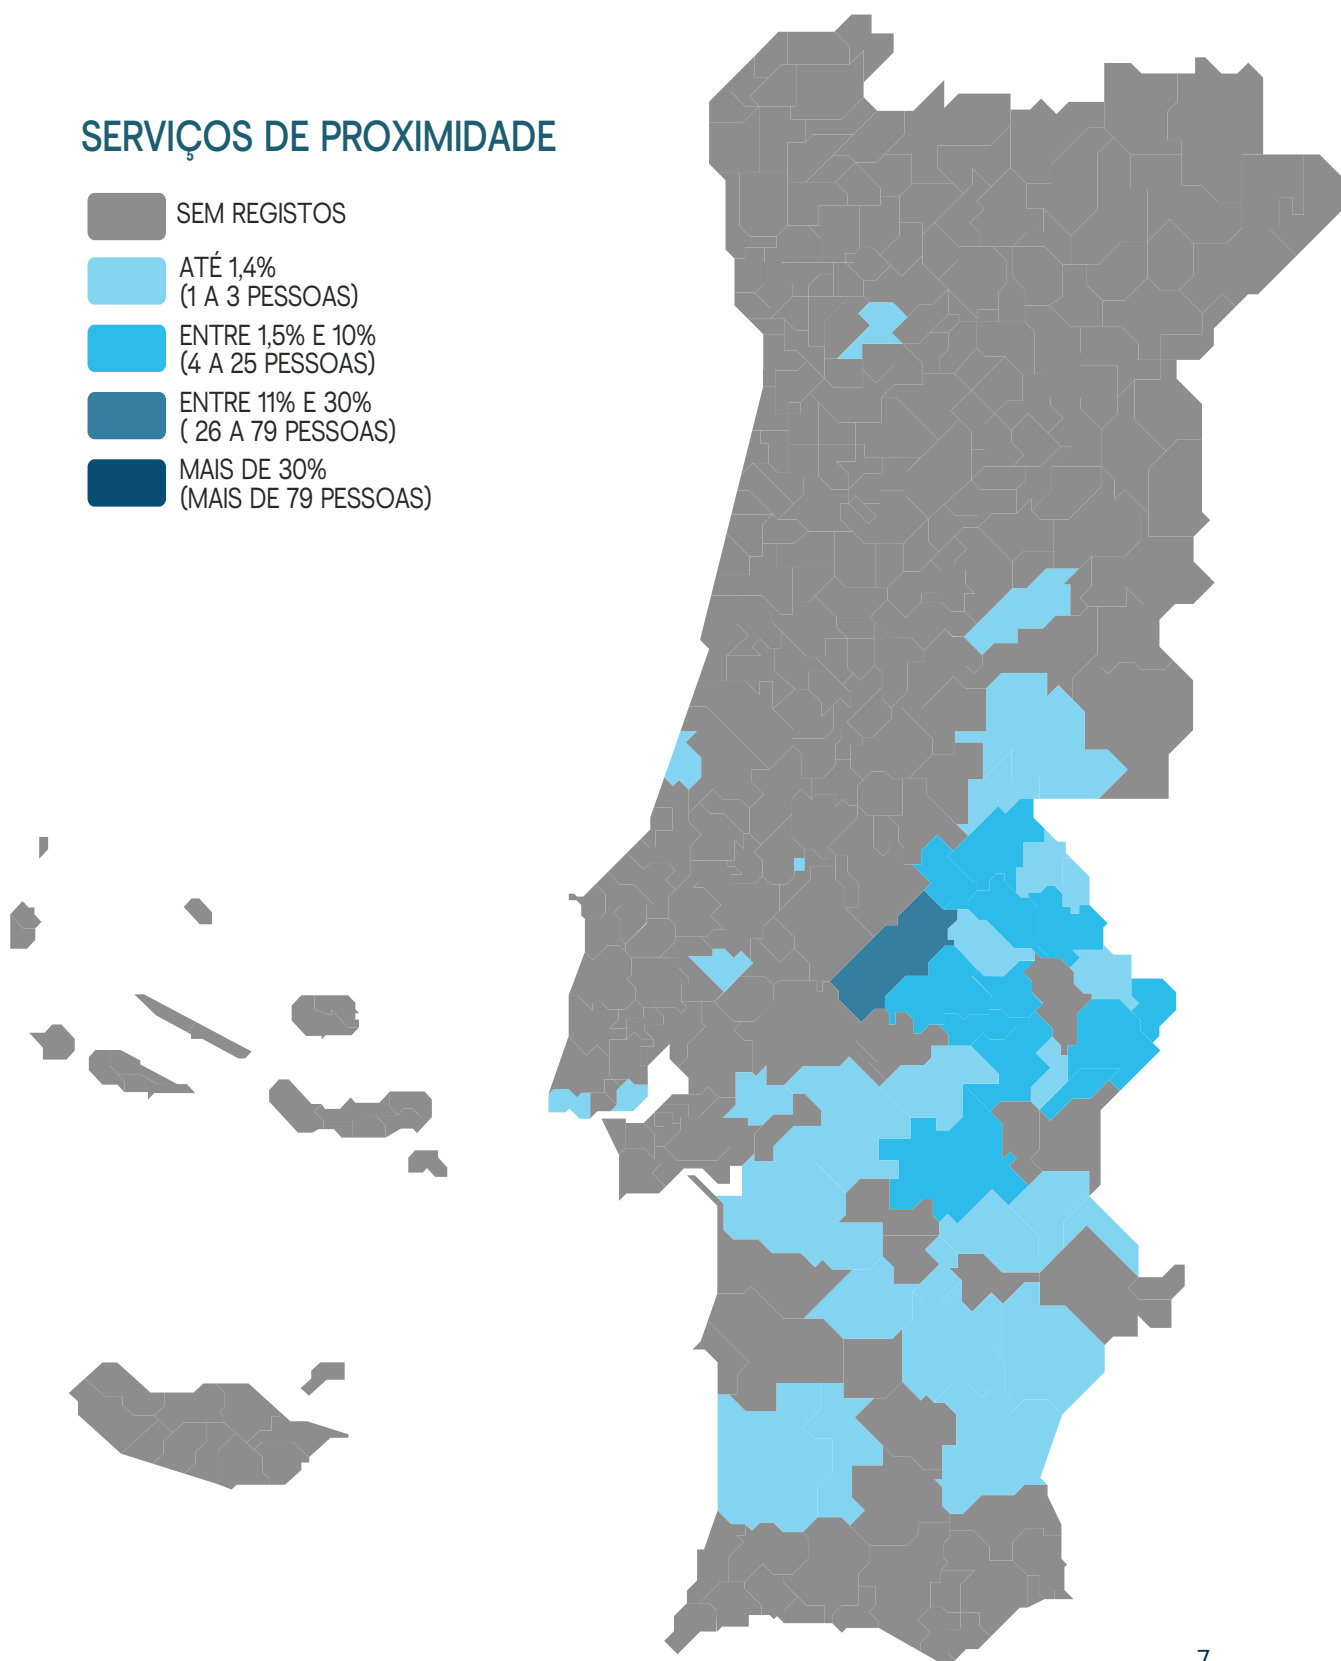 SERVIÇOS DE PROXIMIDADE
SEM REGISTOS
ATÉ 1,4%
(1 A 3 PESSOAS)
ENTRE 1,5% E 10%
(4 A 25 PESSOAS)
ENTRE 11% E 30%
( 26 A 79 PESSOAS)
MAIS DE 30%
(MAIS DE 79 PESSOAS)
7